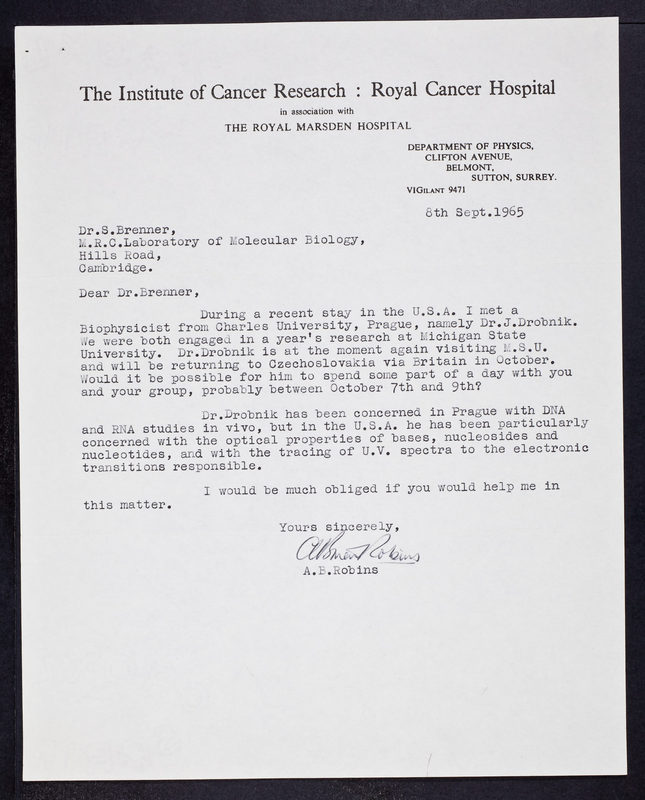 The Institute of Cancer Research : Royal Cancer Hospital
in association with
THE ROYAL MARSDEN HOSPITAL
DEPARTMENT OF PHYSICS,
CLIFTON AVENUE,
BELMONT,
SUTTON, SURREY.
VIGILANT 9471
8th Sept.1965
Dr.S.Brenner,
M.R.C.Laboratory of Molecular Biology,
Hills Road,
Cambridge.
Dear Dr.Brenner,
During a recent stay in the U.S.A. I met a
Biophysicist from Charles University, Prague, namely Dr.J.Drobnik.
We were both engaged in a year's research at Michigan State
University. Dr.Drobnik is at the moment again visiting M.S.U.
and will be returning to Czechoslovakia via Britain in October.
Would it be possible for him to spend some part of a day with you
and your group, probably between October 7th and 9th?
Dr.Drobnik has been concerned in Prague with DNA
and RNA studies in vivo, but in the U.S.A. he has been particularly
concerned with the optical properties of bases, nucleosides and
nucleotides, and with the tracing of U.V. spectra to the electronic
transitions responsible.
I would be much obliged if you would help me in
this matter.
Yours sincerely,
Robins
A.B.Robins